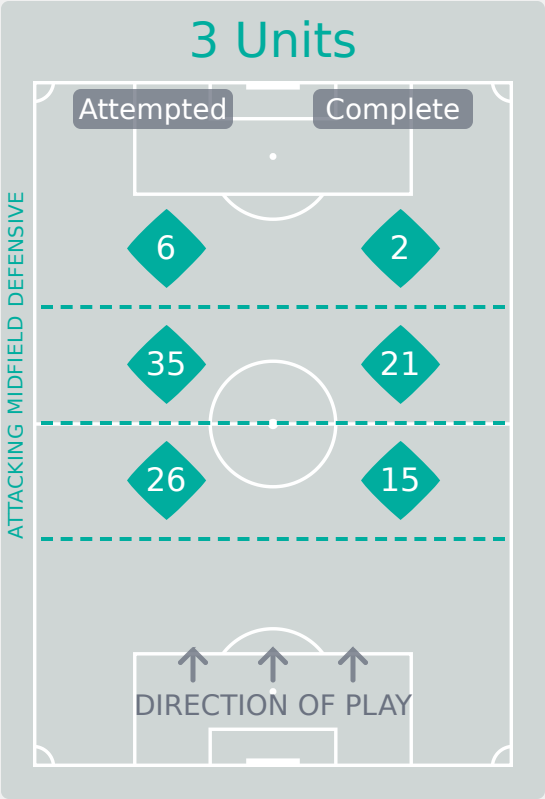 3 Units
Attempted Complete
6 2
35 21
26 15
ATTACKING MIDFIELD DEFENSIVE
DIRECTION OF PLAY